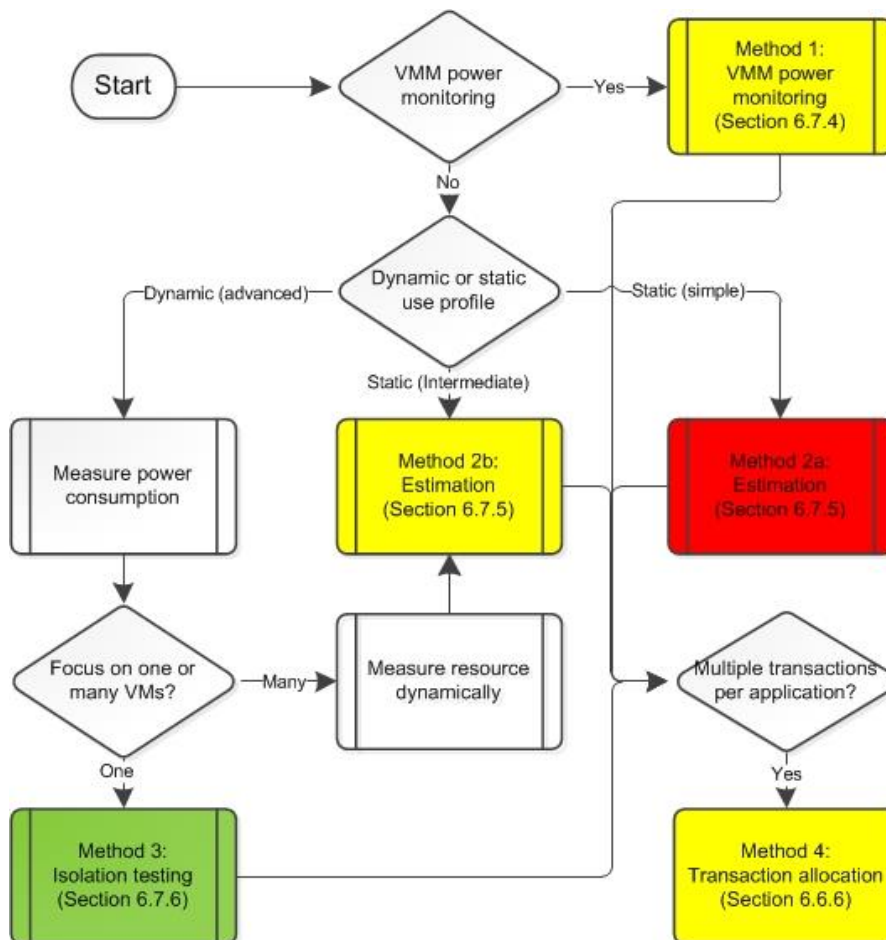 Start
VMM power
monitoring
Yes
Method 1:
VMM power
monitoring
(Section 6.7.4)
No
Dynamic or static
use profile
Dynamic (advanced)
Static (simple)
Static (Intermediate)
Measure power
consumption
Method 2b:
Estimation
(Section 6.7.5)
Method 2a:
Estimation
(Section 6.7.5)
Focus on one or
many VMs?
Many
Measure resource
dynamically
Multiple transactions
per application?
One
Yes
Method 3:
Isolation testing
(Section 6.7.6)
Method 4:
Transaction allocation
(Section 6.6.6)